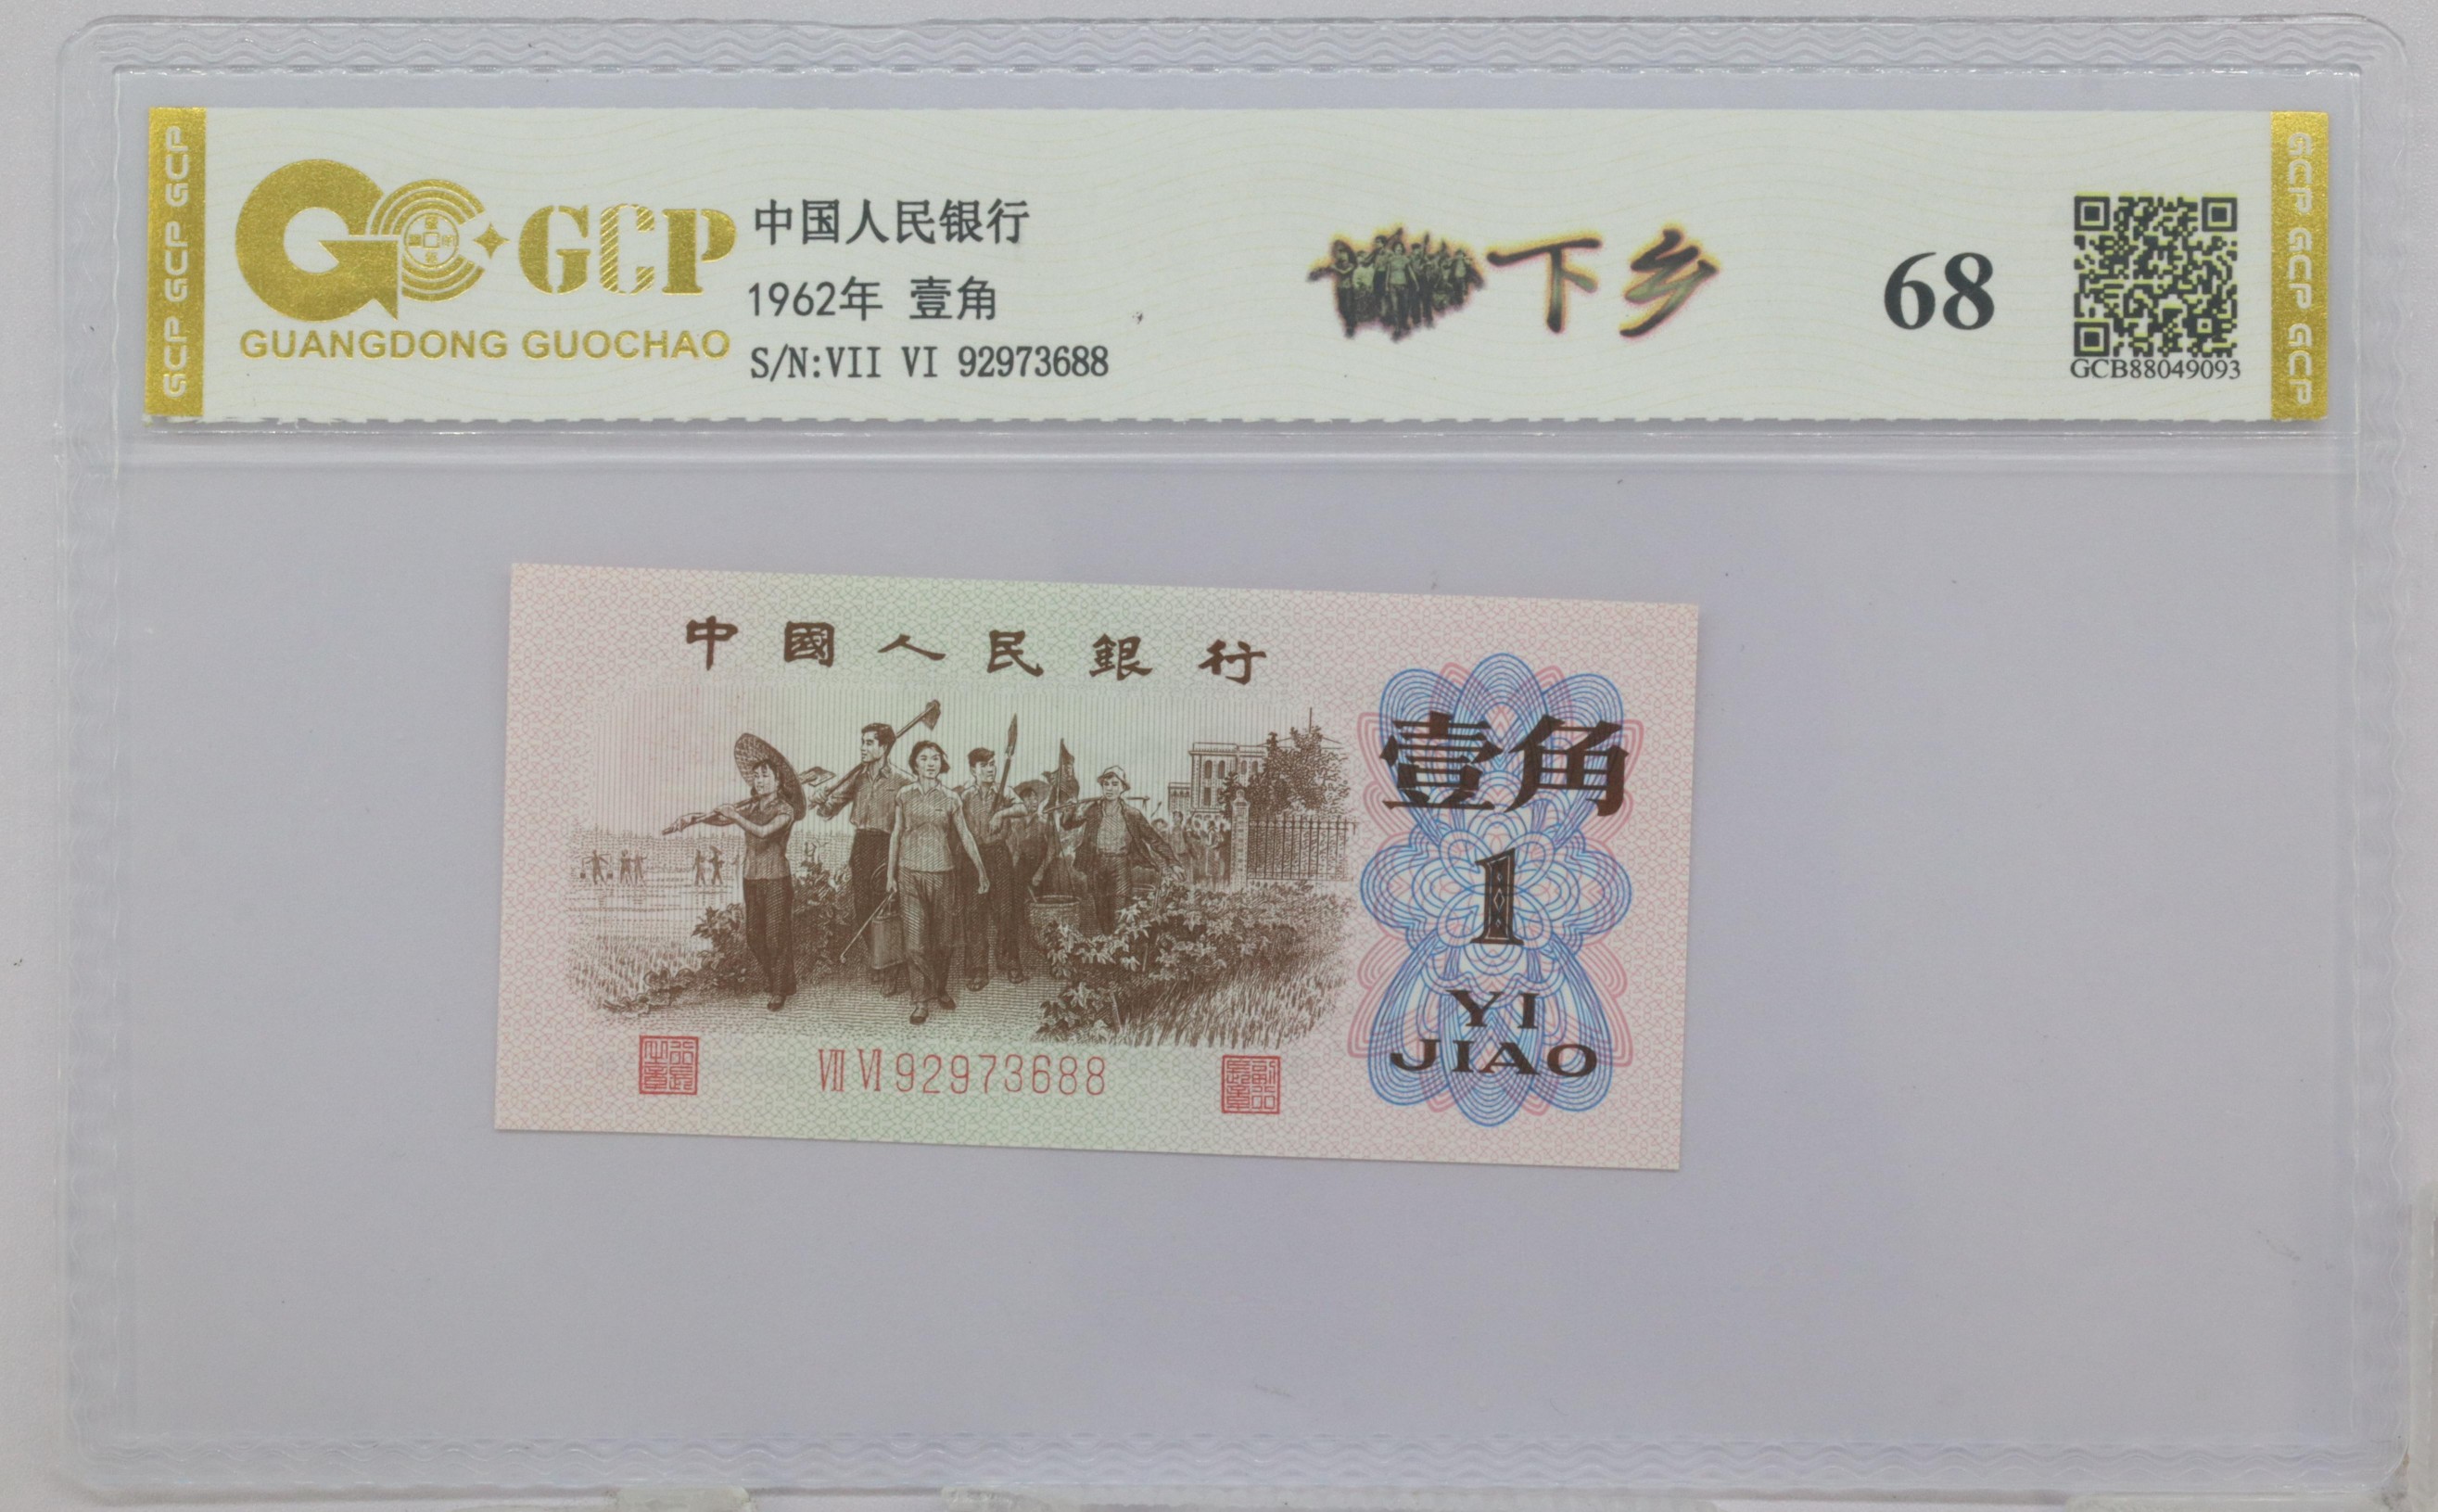 GCP GCP GCP
GCP
GUANGDONG GUOCHAO
中国人民银行
1962年 壹角
S/N:VII VI 92973688
下乡
68
GCB88049093
GCP GCP GCP
中國人民銀行
壹角
1
YI
JIAO
VII VI 92973688